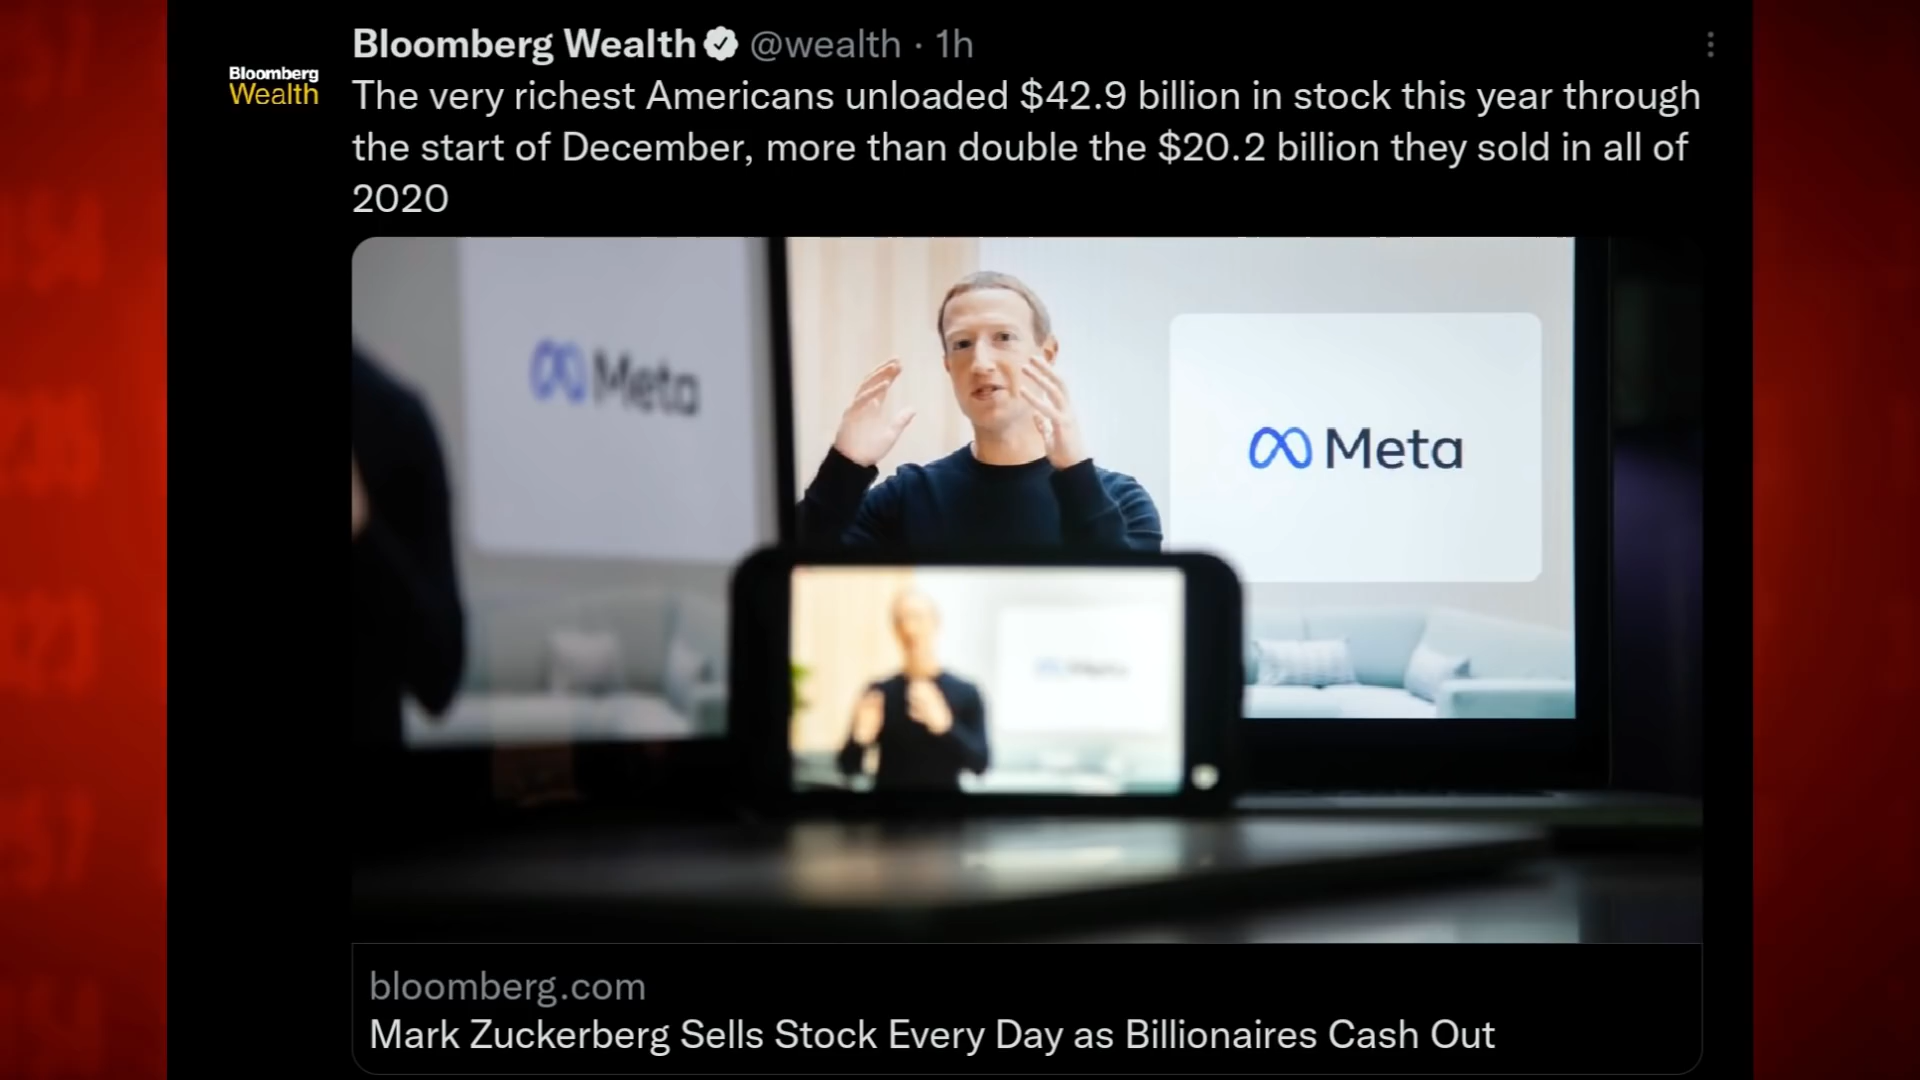 Bloomberg Wealth @wealth · 1h
Bloomberg
Wealth
The very richest Americans unloaded $42.9 billion in stock this year through
the start of December, more than double the $20.2 billion they sold in all of
2020
Meta
Meta
bloomberg.com
Mark Zuckerberg Sells Stock Every Day as Billionaires Cash Out